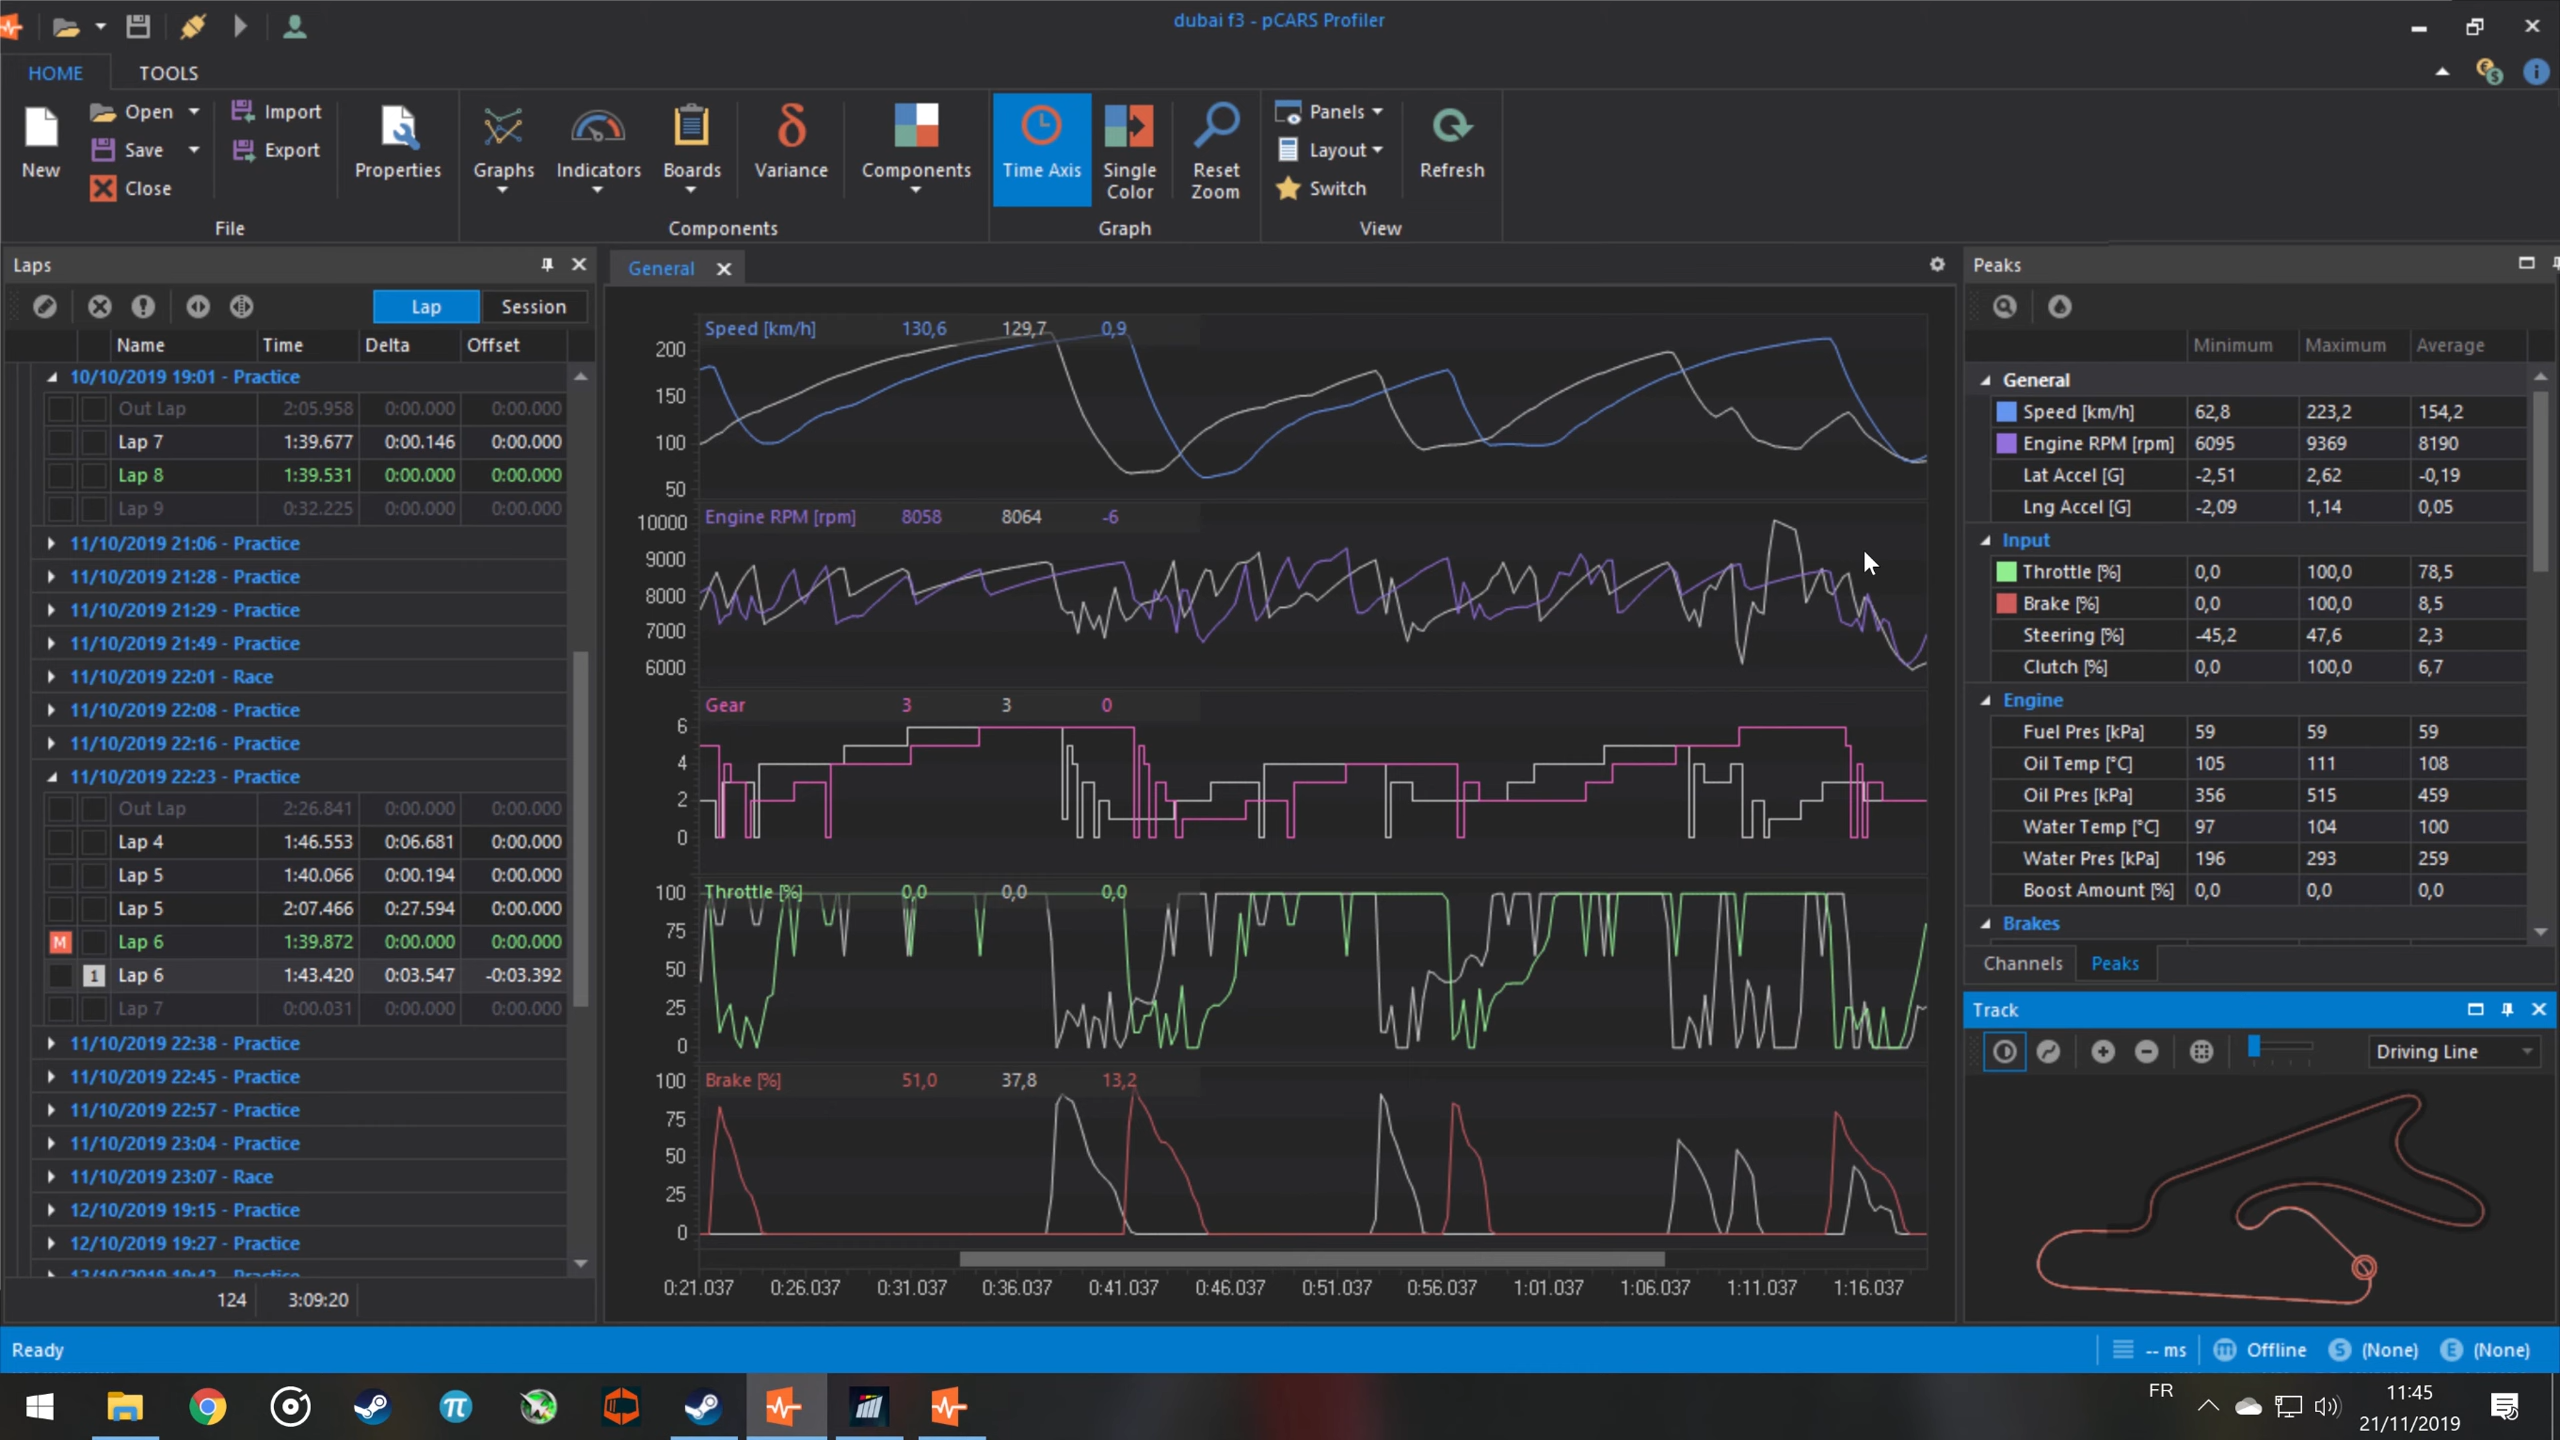 dubai f3 - pCARS Profiler
HOME TOOLS
New
Open
Save
Close
Import
Export
Properties
File
Graphs
Indicators
Boards
Variance
Components
Components
Time Axis
Single Color
Reset Zoom
Graph
Panels
Layout
Switch
View
Refresh
Laps
Lap Session
Name Time Delta Offset
10/10/2019 19:01 - Practice
Out Lap 2:05.958 0:00.000 0:00.000
Lap 7 1:39.677 0:00.146 0:00.000
Lap 8 1:39.531 0:00.000 0:00.000
Lap 9 0:32.225 0:00.000 0:00.000
11/10/2019 21:06 - Practice
11/10/2019 21:28 - Practice
11/10/2019 21:29 - Practice
11/10/2019 21:49 - Practice
11/10/2019 22:01 - Race
11/10/2019 22:08 - Practice
11/10/2019 22:16 - Practice
11/10/2019 22:23 - Practice
Out Lap 2:26.841 0:00.000 0:00.000
Lap 4 1:46.553 0:06.681 0:00.000
Lap 5 1:40.066 0:00.194 0:00.000
Lap 5 2:07.466 0:27.594 0:00.000
M Lap 6 1:39.872 0:00.000 0:00.000
1 Lap 6 1:43.420 0:03.547 -0:03.392
Lap 7 0:00.031 0:00.000 0:00.000
11/10/2019 22:38 - Practice
11/10/2019 22:45 - Practice
11/10/2019 22:57 - Practice
11/10/2019 23:04 - Practice
11/10/2019 23:07 - Race
12/10/2019 19:15 - Practice
12/10/2019 19:27 - Practice
12/10/2019 19:42 - Practice
124 3:09:20
General
Speed [km/h] 130,6 129,7 0,9
200
150
100
50
Engine RPM [rpm] 8058 8064 -6
10000
9000
8000
7000
6000
Gear 3 3 0
6
4
2
0
Throttle [%] 0,0 0,0 0,0
100
75
50
25
0
Brake [%] 51,0 37,8 13,2
100
75
50
25
0
0:21.037 0:26.037 0:31.037 0:36.037 0:41.037 0:46.037 0:51.037 0:56.037 1:01.037 1:06.037 1:11.037 1:16.037
Peaks
Minimum Maximum Average
General
Speed [km/h] 62,8 223,2 154,2
Engine RPM [rpm] 6095 9369 8190
Lat Accel [G] -2,51 2,62 -0,19
Lng Accel [G] -2,09 1,14 0,05
Input
Throttle [%] 0,0 100,0 78,5
Brake [%] 0,0 100,0 8,5
Steering [%] -45,2 47,6 2,3
Clutch [%] 0,0 100,0 6,7
Engine
Fuel Pres [kPa] 59 59 59
Oil Temp [°C] 105 111 108
Oil Pres [kPa] 356 515 459
Water Temp [°C] 97 104 100
Water Pres [kPa] 196 293 259
Boost Amount [%] 0,0 0,0 0,0
Brakes
Channels Peaks
Track
Driving Line
Ready
-- ms m Offline S (None) E (None)
FR
11:45
21/11/2019